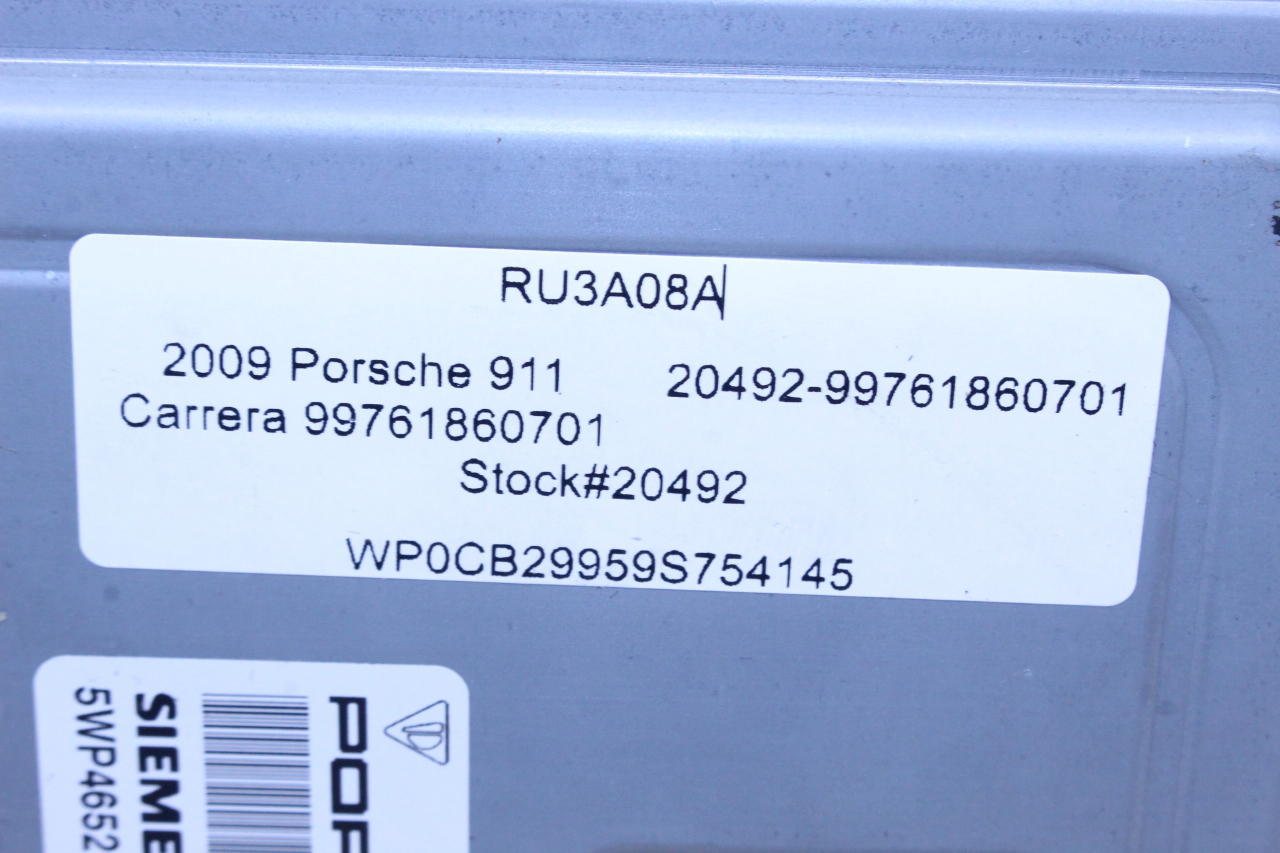 RU3A08A
2009 Porsche 911
Carrera 99761860701
20492-99761860701
Stock#20492
WP0CB29959S754145